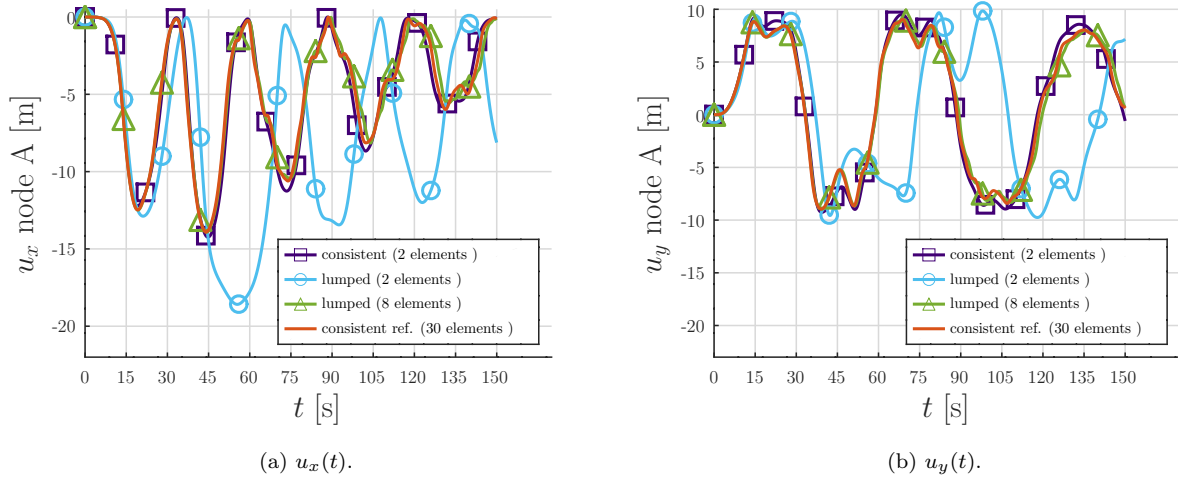 0
-5
-10
-15
-20
u_x node A [m]
0 15 30 45 60 75 90 105 120 135 150
t [s]
consistent (2 elements )
lumped (2 elements )
lumped (8 elements )
consistent ref. (30 elements )
(a) u_x(t).
10
5
0
-5
-10
-15
-20
u_y node A [m]
0 15 30 45 60 75 90 105 120 135 150
t [s]
consistent (2 elements )
lumped (2 elements )
lumped (8 elements )
consistent ref. (30 elements )
(b) u_y(t).